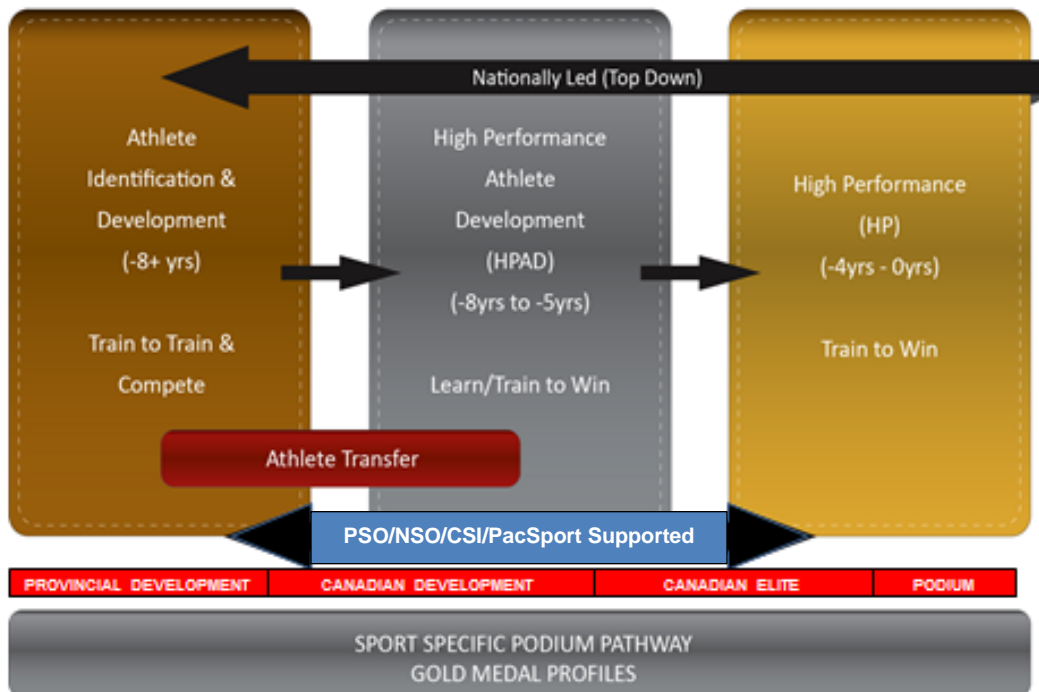 Nationally Led (Top Down)
Athlete
Identification &
Development
(-8+ yrs)
Train to Train &
Compete
High Performance
Athlete
Development
(HPAD)
(-8yrs to -5yrs)
Learn/Train to Win
High Performance
(HP)
(-4yrs - 0yrs)
Train to Win
Athlete Transfer
PSO/NSO/CSI/PacSport Supported
PROVINCIAL DEVELOPMENT
CANADIAN DEVELOPMENT
CANADIAN ELITE
PODIUM
SPORT SPECIFIC PODIUM PATHWAY
GOLD MEDAL PROFILES